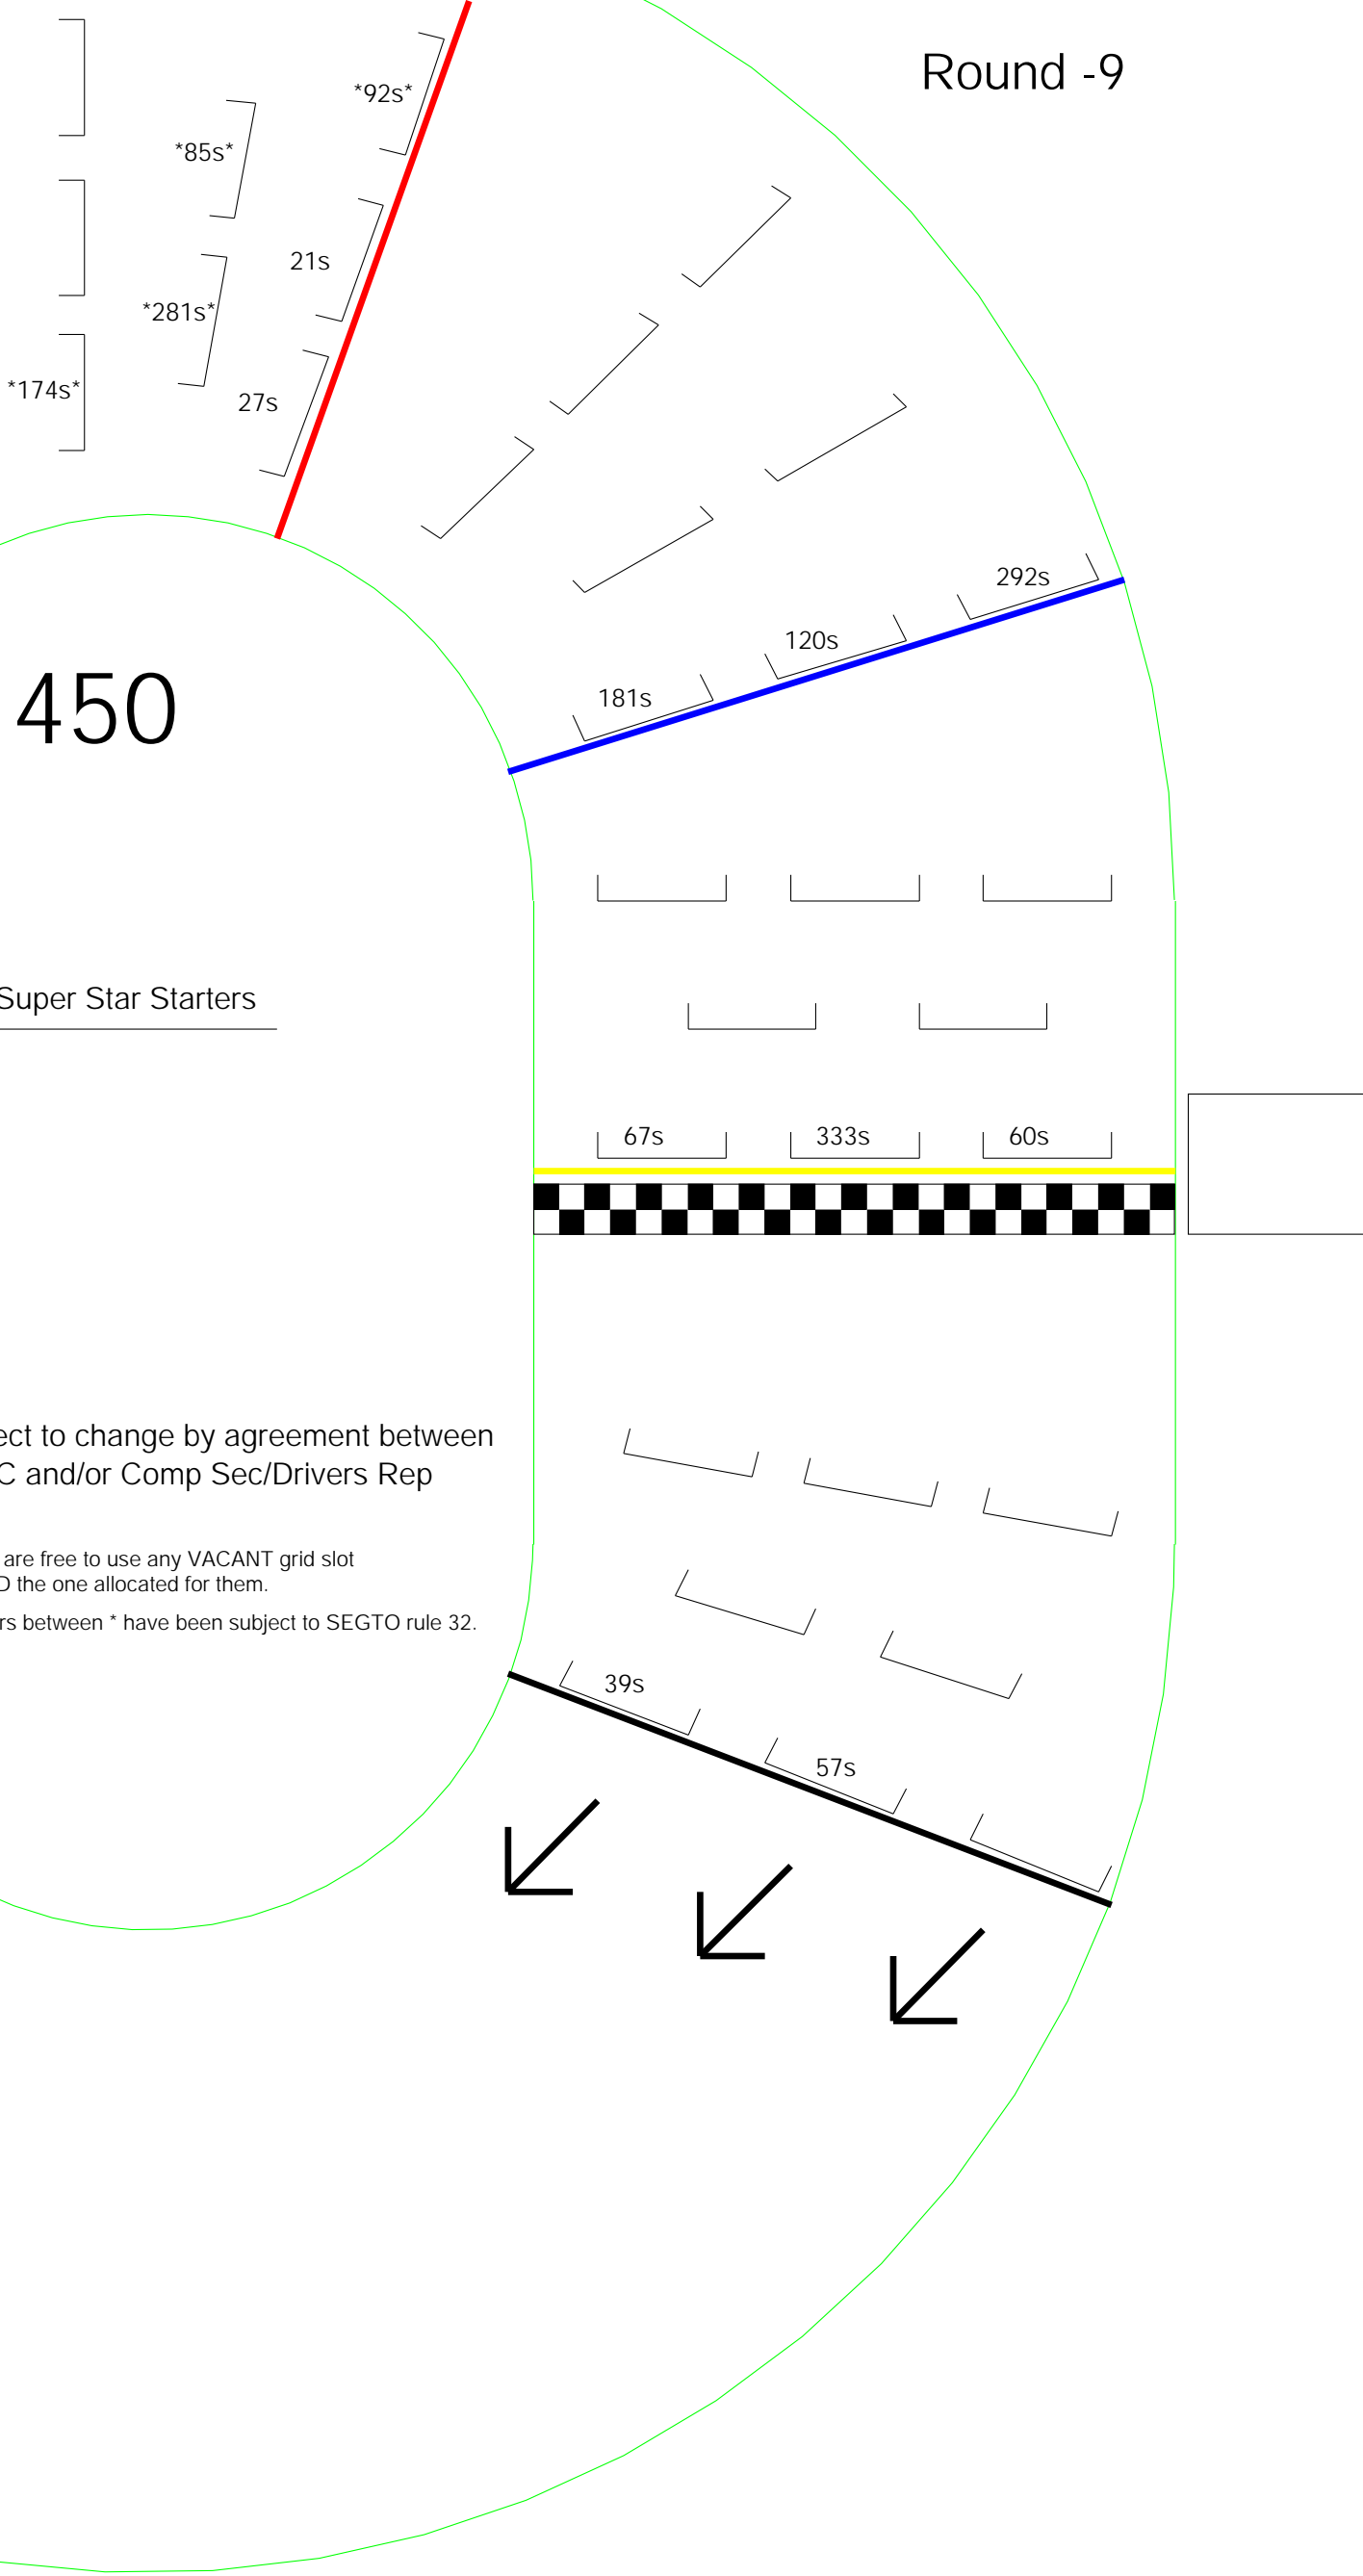 Round -9
*92s*
*85s*
21s
*281s*
*174s*
27s
292s
120s
181s
450
Super Star Starters
67s 333s 60s
ect to change by agreement between
C and/or Comp Sec/Drivers Rep
are free to use any VACANT grid slot
D the one allocated for them.
rs between * have been subject to SEGTO rule 32.
39s
57s